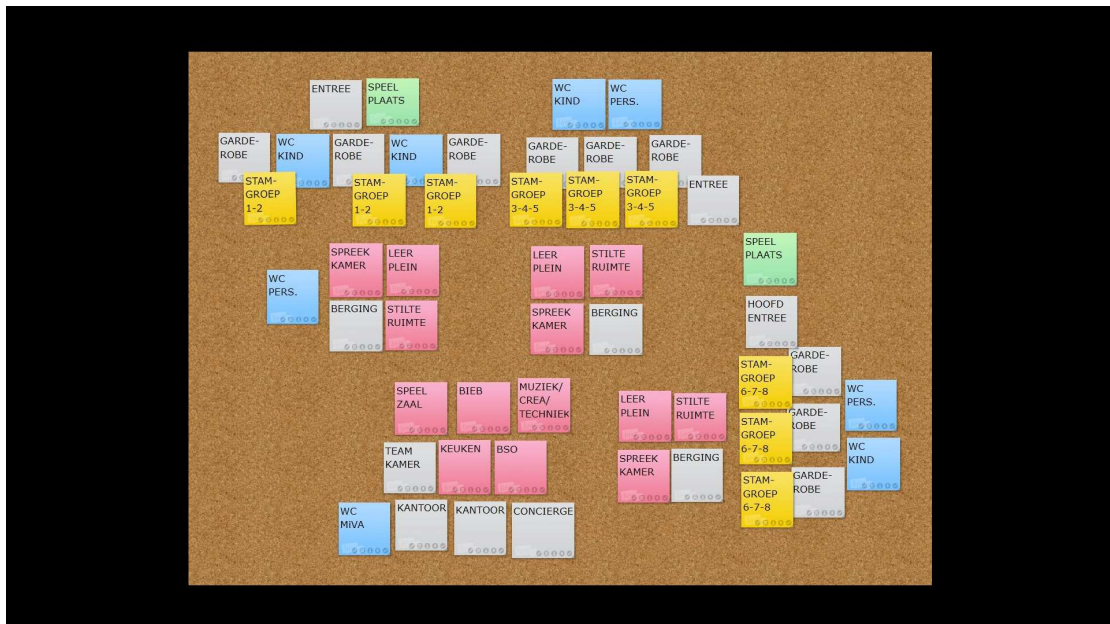 ENTREE
SPEEL
PLAATS
WC
KIND
WC
PERS.
GARDE-
ROBE
WC
KIND
GARDE-
ROBE
WC
KIND
GARDE-
ROBE
GARDE-
ROBE
GARDE-
ROBE
GARDE-
ROBE
STAM-
GROEP
1-2
STAM-
GROEP
1-2
STAM-
GROEP
1-2
STAM-
GROEP
3-4-5
STAM-
GROEP
3-4-5
STAM-
GROEP
3-4-5
ENTREE
SPREEK
KAMER
LEER
PLEIN
WC
PERS.
BERGING
STILTE
RUIMTE
LEER
PLEIN
STILTE
RUIMTE
SPREEK
KAMER
BERGING
SPEEL
PLAATS
HOOFD
ENTREE
SPEEL
ZAAL
BIEB
MUZIEK/
CREA/
TECHNIEK
TEAM
KAMER
KEUKEN
BSO
WC
MiVA
KANTOOR
KANTOOR
CONCIERGE
LEER
PLEIN
STILTE
RUIMTE
SPREEK
KAMER
BERGING
STAM-
GROEP
6-7-8
GARDE-
ROBE
WC
PERS.
STAM-
GROEP
6-7-8
GARDE-
ROBE
WC
KIND
STAM-
GROEP
6-7-8
GARDE-
ROBE